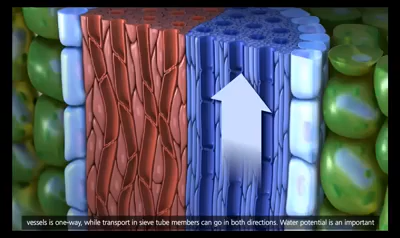 vessels is one-way, while transport in sieve tube members can go in both directions. Water potential is an important